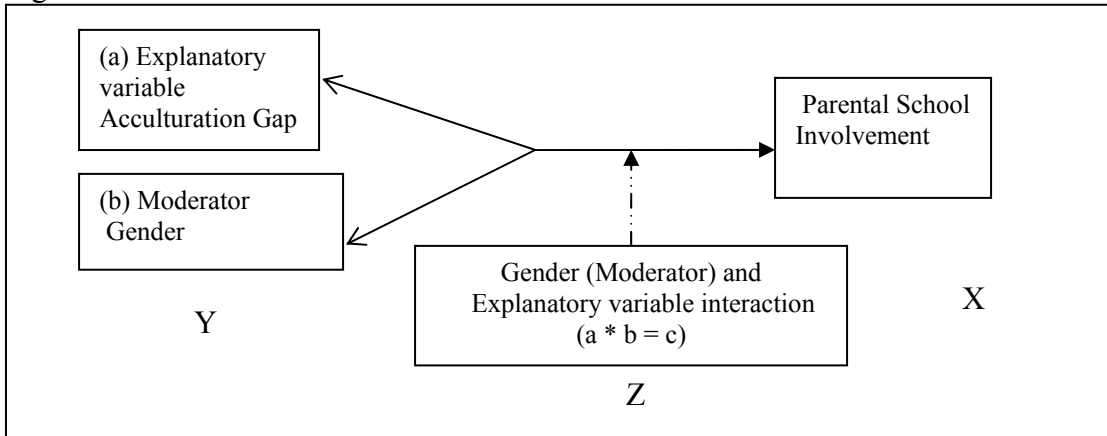 (a) Explanatory
variable
Acculturation Gap
(b) Moderator
Gender
Parental School
Involvement
Gender (Moderator) and
Explanatory variable interaction
(a * b = c)
Y
X
Z